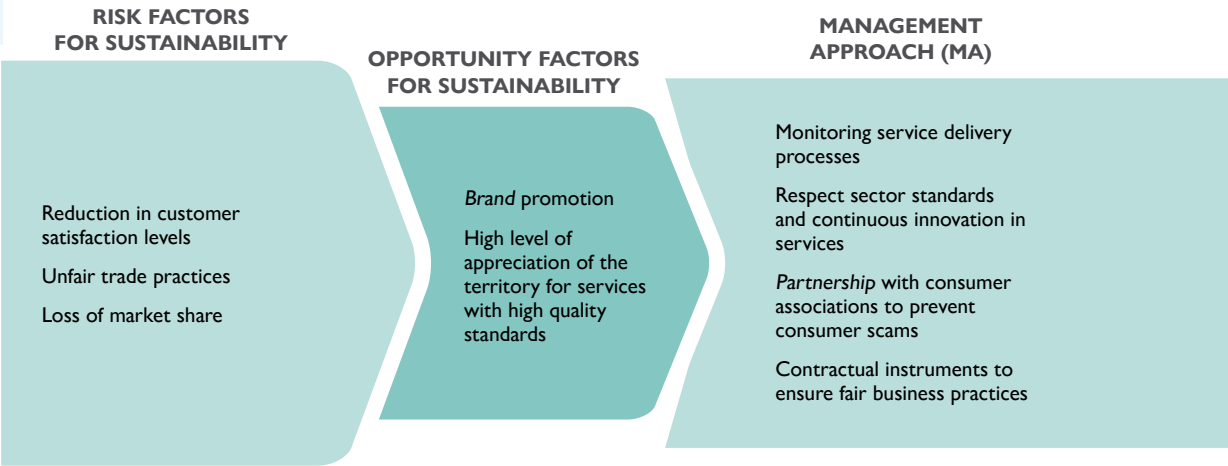 RISK FACTORS
FOR SUSTAINABILITY
Reduction in customer
satisfaction levels
Unfair trade practices
Loss of market share
OPPORTUNITY FACTORS
FOR SUSTAINABILITY
Brand promotion
High level of
appreciation of the
territory for services
with high quality
standards
MANAGEMENT
APPROACH (MA)
Monitoring service delivery
processes
Respect sector standards
and continuous innovation in
services
Partnership with consumer
associations to prevent
consumer scams
Contractual instruments to
ensure fair business practices